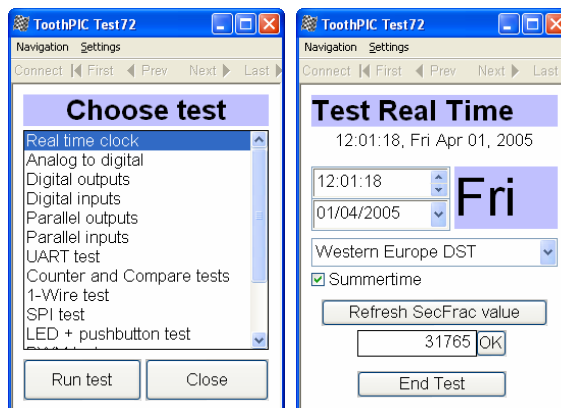 ToothPIC Test72
Navigation Settings
Connect First Prev Next Last
Choose test
Real time clock
Analog to digital
Digital outputs
Digital inputs
Parallel outputs
Parallel inputs
UART test
Counter and Compare tests
1-Wire test
SPI test
LED + pushbutton test
Run test Close
ToothPIC Test72
Navigation Settings
Connect First Prev Next Last
Test Real Time
12:01:18, Fri Apr 01, 2005
12:01:18
01/04/2005
Fri
Western Europe DST
Summertime
Refresh SecFrac value
31765 OK
End Test